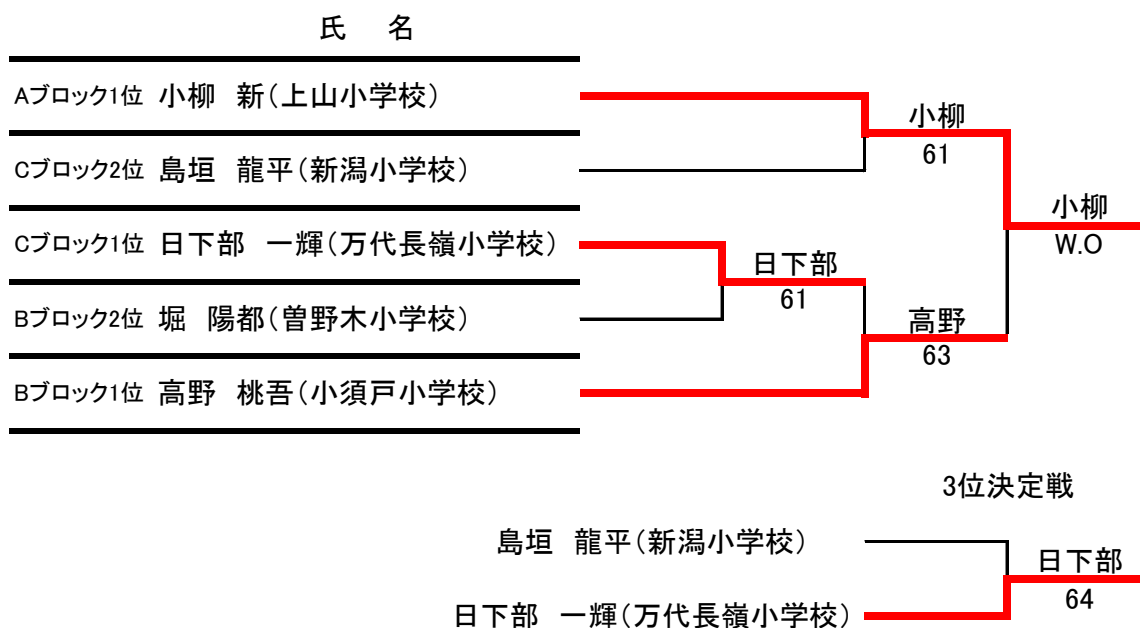 氏　名
Aブロック1位 小柳　新(上山小学校)
Cブロック2位 島垣　龍平(新潟小学校)
Cブロック1位 日下部　一輝(万代長嶺小学校)
Bブロック2位 堀　陽都(曽野木小学校)
Bブロック1位 高野　桃吾(小須戸小学校)
小柳
61
日下部
61
高野
63
小柳
W.O
3位決定戦
島垣　龍平(新潟小学校)
日下部　一輝(万代長嶺小学校)
日下部
64